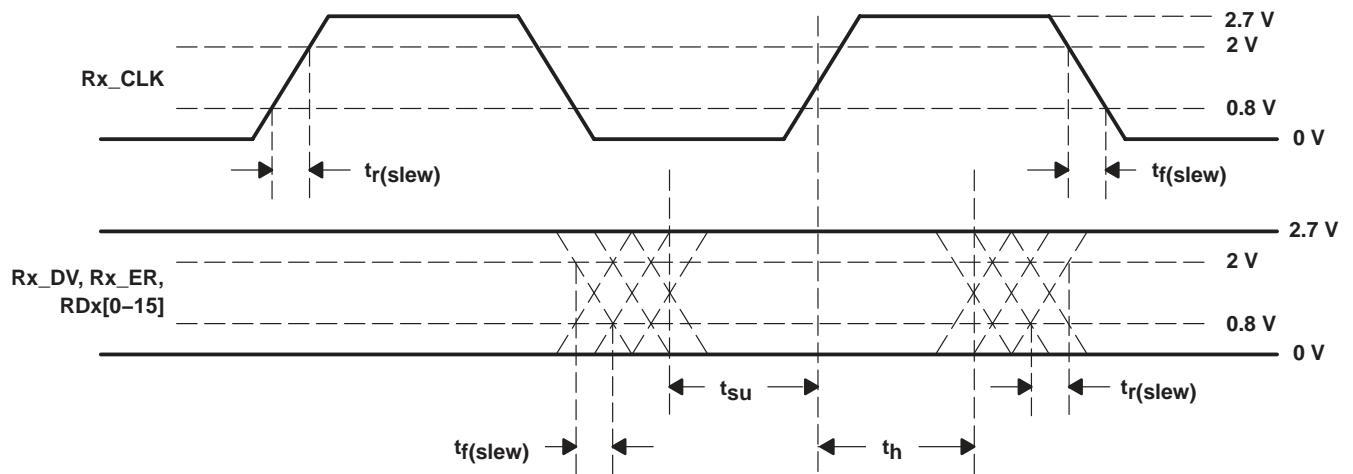 2.7 V
2 V
Rx_CLK
0.8 V
0 V
tr(slew)
tf(slew)
2.7 V
2 V
Rx_DV, Rx_ER,
RDx[0–15]
0.8 V
0 V
tsu
tr(slew)
tf(slew)
th